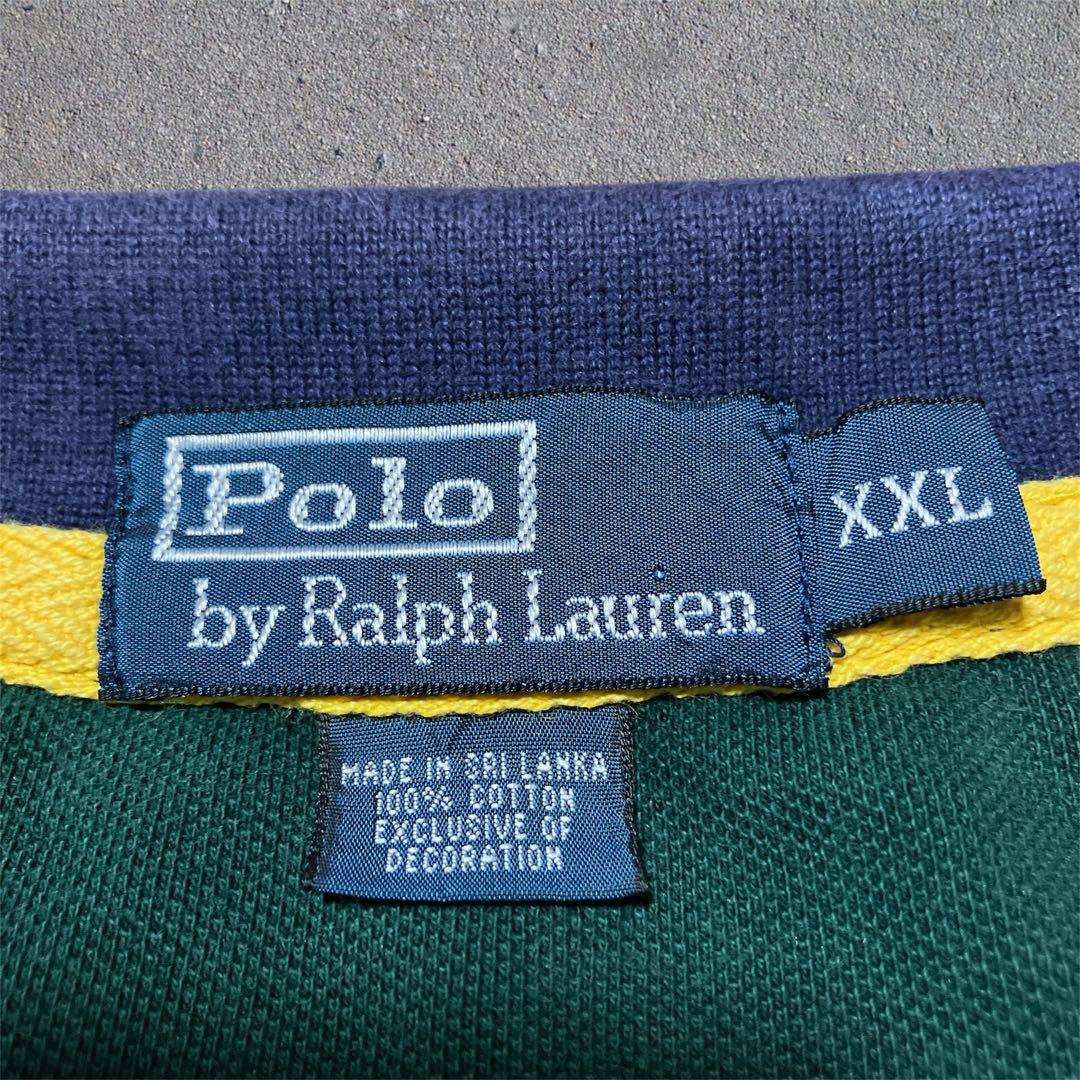 Polo
by Ralph Lauren
XXL
MADE IN SRI LANKA
100% COTTON
EXCLUSIVE OF
DECORATION